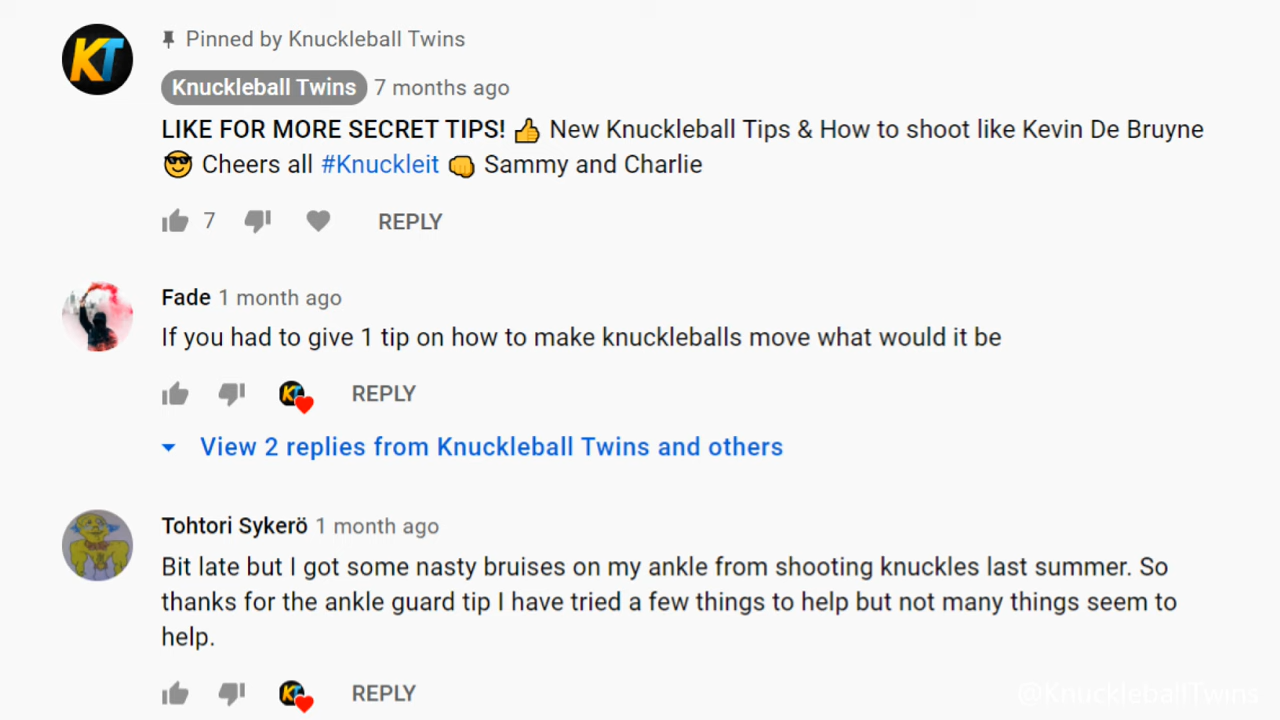 KT
Pinned by Knuckleball Twins
Knuckleball Twins 7 months ago
LIKE FOR MORE SECRET TIPS! 👍 New Knuckleball Tips & How to shoot like Kevin De Bruyne
😎 Cheers all #Knuckleit 👊 Sammy and Charlie
7 REPLY
Fade 1 month ago
If you had to give 1 tip on how to make knuckleballs move what would it be
KT REPLY
View 2 replies from Knuckleball Twins and others
Tohtori Sykerö 1 month ago
Bit late but I got some nasty bruises on my ankle from shooting knuckles last summer. So
thanks for the ankle guard tip I have tried a few things to help but not many things seem to
help.
KT REPLY
@KnuckleballTwins